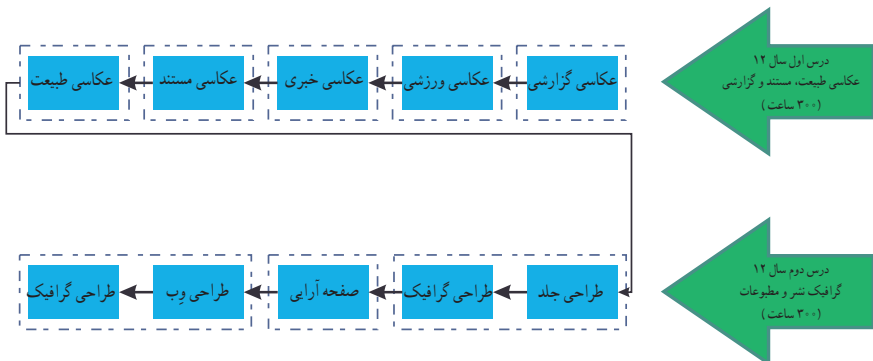 درس اول سال ۱۲
عکاسی طبیعت، مستند و گزارشی
(۳۰۰ ساعت)
عکاسی گزارشی
عکاسی ورزشی
عکاسی خبری
عکاسی مستند
عکاسی طبیعت
درس دوم سال ۱۲
گرافیک نشر و مطبوعات
(۳۰۰ ساعت)
طراحی جلد
طراحی گرافیک
صفحه آرایی
طراحی وِب
طراحی گرافیک